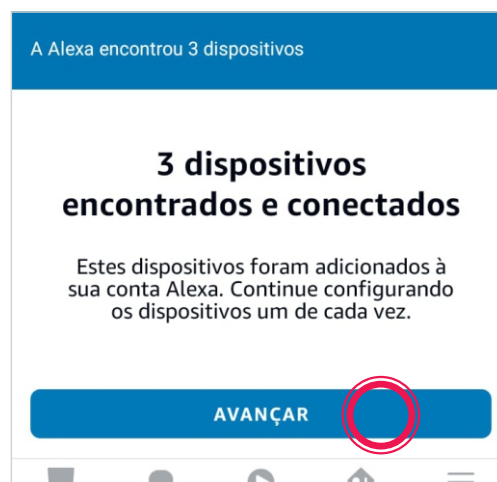 A Alexa encontrou 3 dispositivos
3 dispositivos
encontrados e conectados
Estes dispositivos foram adicionados à
sua conta Alexa. Continue configurando
os dispositivos um de cada vez.
AVANÇAR